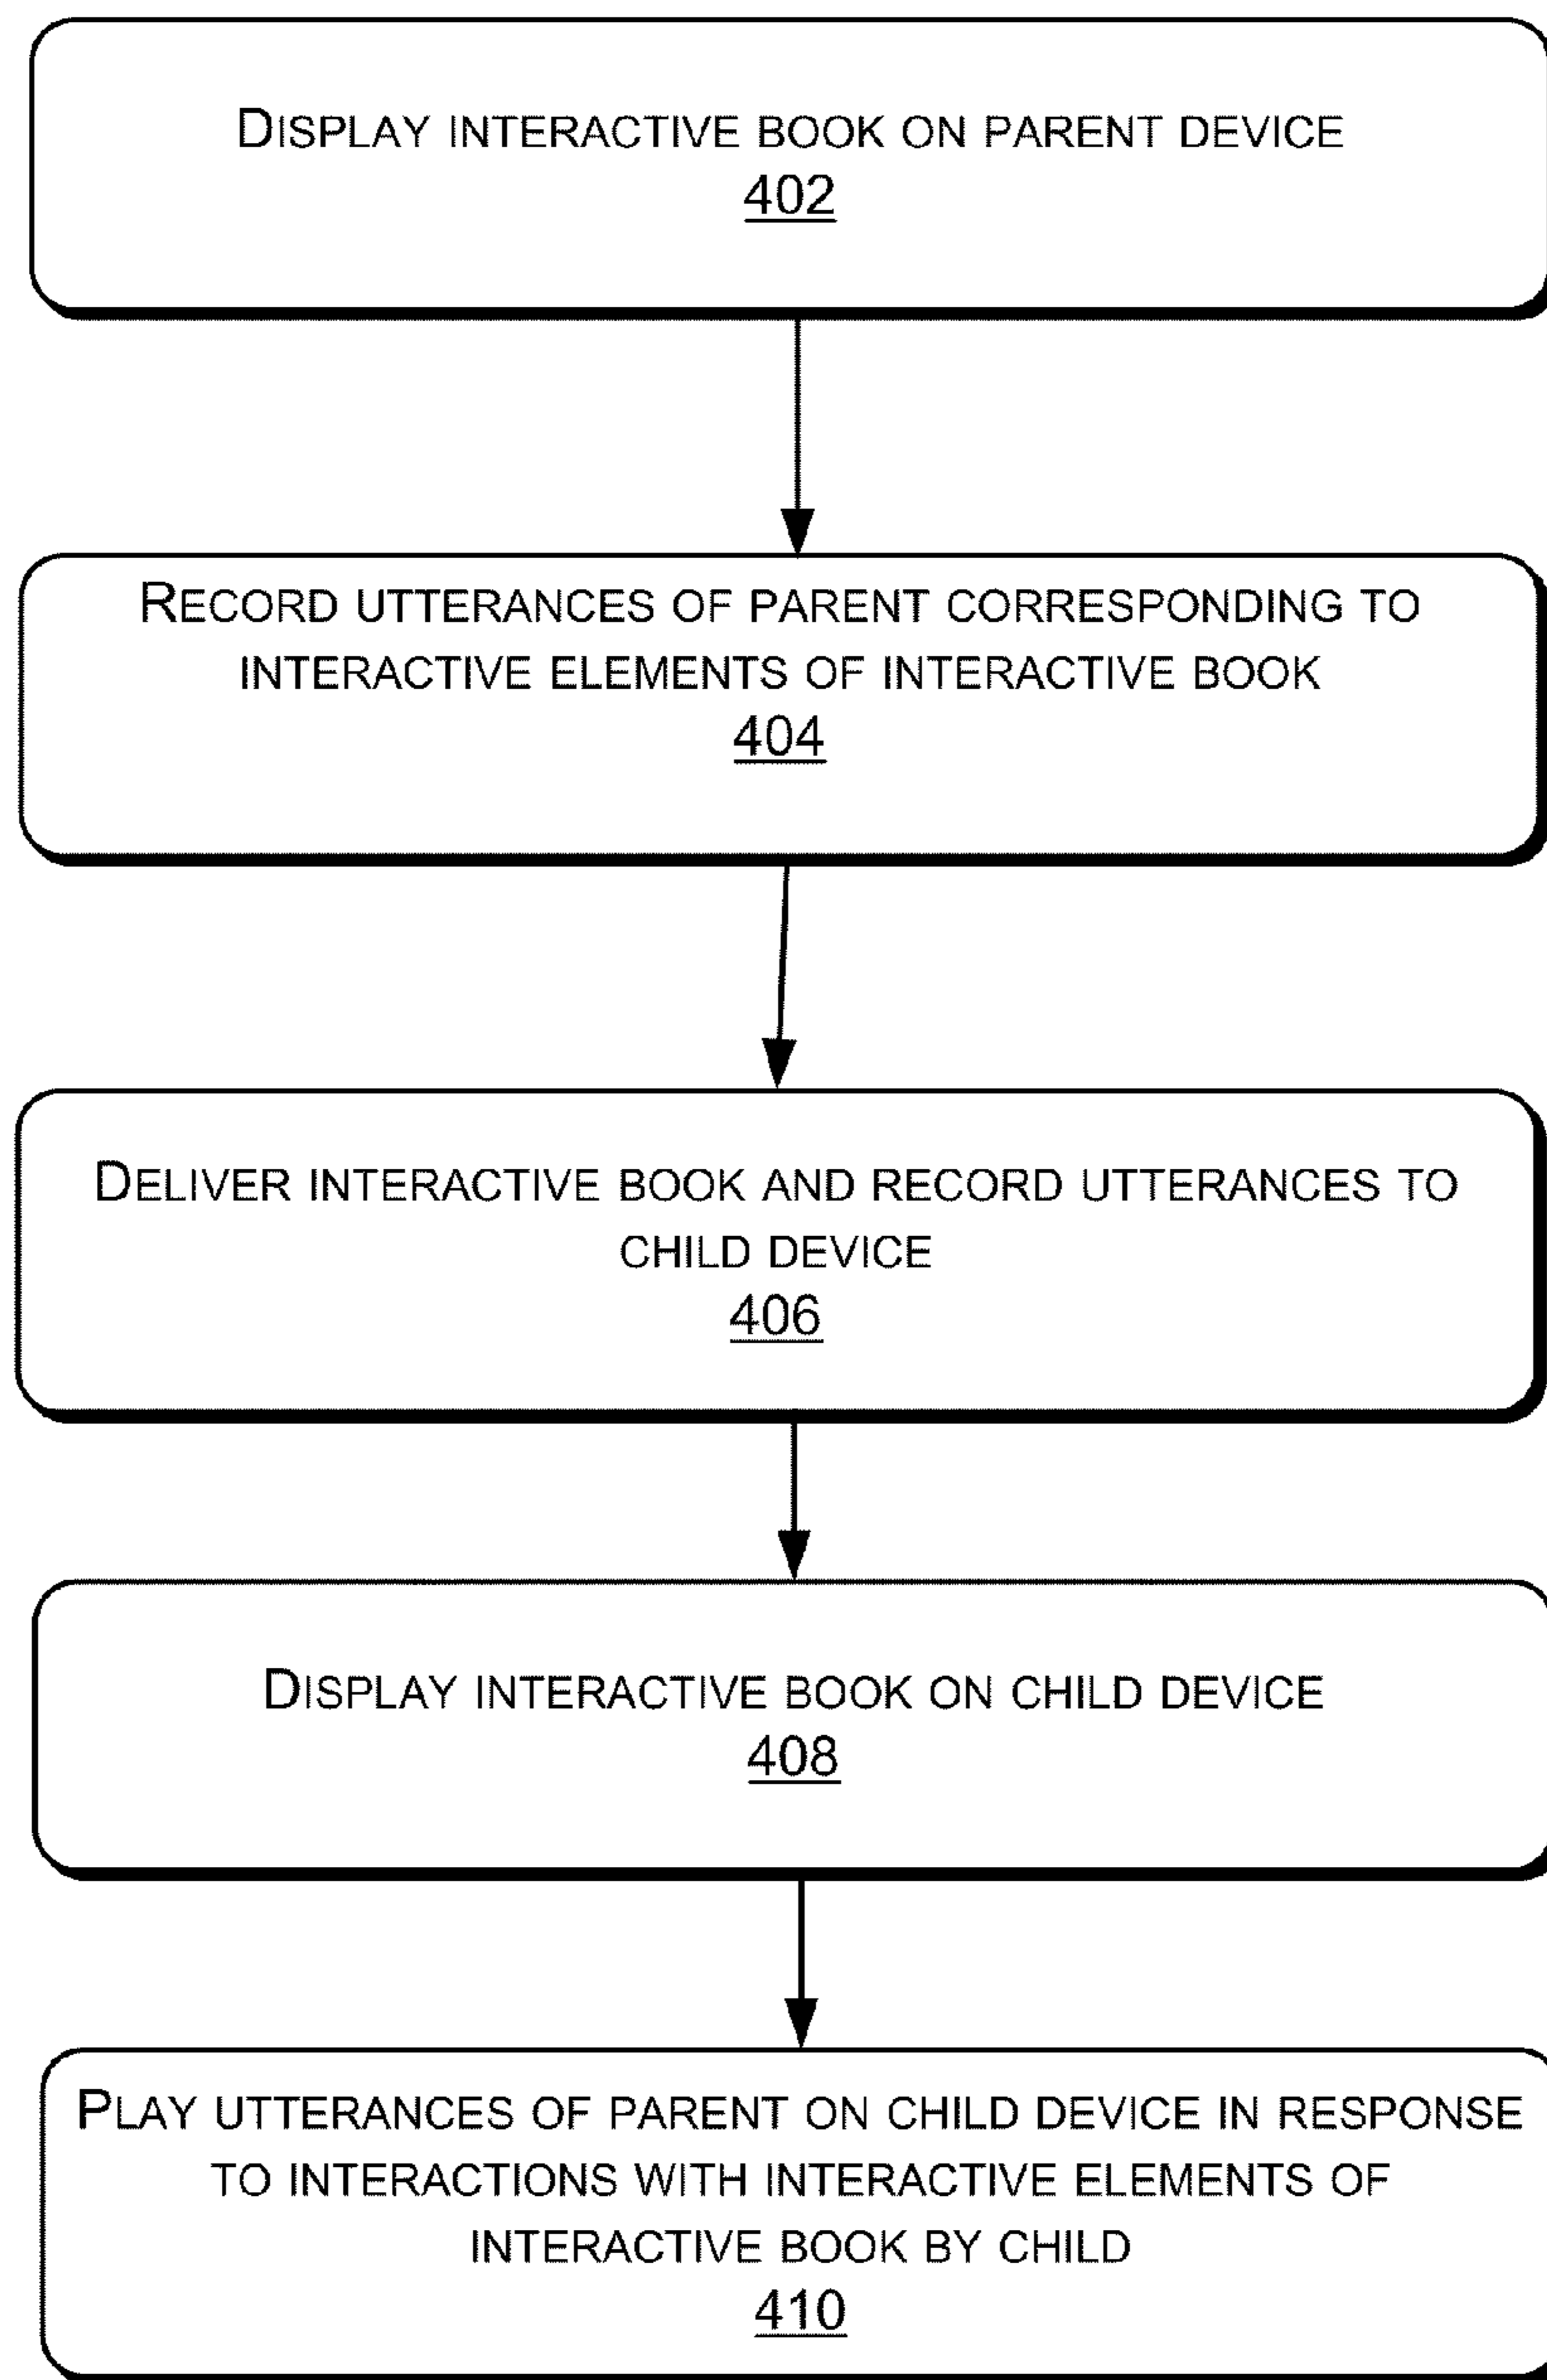 DISPLAY INTERACTIVE BOOK ON PARENT DEVICE
402
RECORD UTTERANCES OF PARENT CORRESPONDING TO
INTERACTIVE ELEMENTS OF INTERACTIVE BOOK
404
DELIVER INTERACTIVE BOOK AND RECORD UTTERANCES TO
CHILD DEVICE
406
DISPLAY INTERACTIVE BOOK ON CHILD DEVICE
408
PLAY UTTERANCES OF PARENT ON CHILD DEVICE IN RESPONSE
TO INTERACTIONS WITH INTERACTIVE ELEMENTS OF
INTERACTIVE BOOK BY CHILD
410